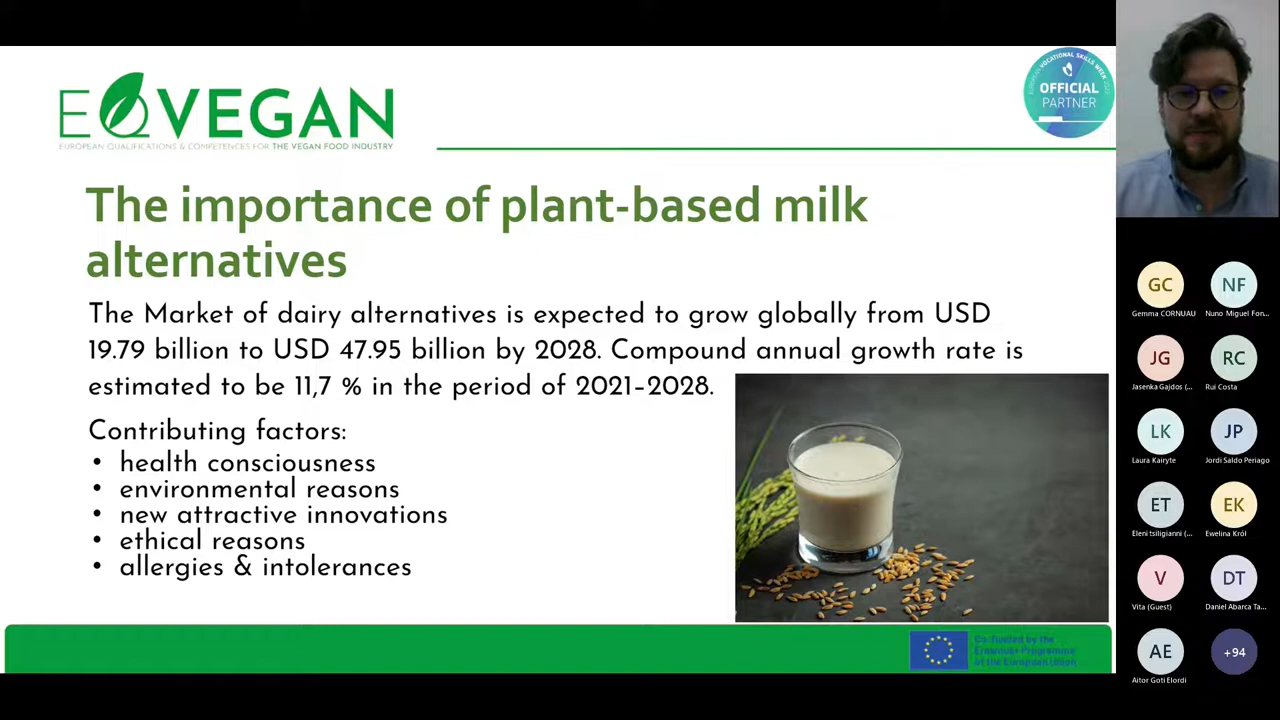 EQVEGAN
EUROPEAN QUALIFICATIONS & COMPETENCES FOR THE VEGAN FOOD INDUSTRY
EUROPEAN VOCATIONAL SKILLS WEEK
OFFICIAL
PARTNER
The importance of plant-based milk
alternatives
The Market of dairy alternatives is expected to grow globally from USD
19.79 billion to USD 47.95 billion by 2028. Compound annual growth rate is
estimated to be 11,7 % in the period of 2021–2028.
Contributing factors:
• health consciousness
• environmental reasons
• new attractive innovations
• ethical reasons
• allergies & intolerances
Co-funded by the
Erasmus+ Programme
of the European Union
GC
NF
Gemma CORNUAU
Nuno Miguel Fon...
JG
RC
Jasenka Gajdos (...
Rui Costa
LK
JP
Laura Kairyte
Jordi Saldo Periago
ET
EK
Eleni tsiligianni (...
Ewelina Król
V
DT
Vita (Guest)
Daniel Abarca Ta...
AE
+94
Aitor Goti Elordi